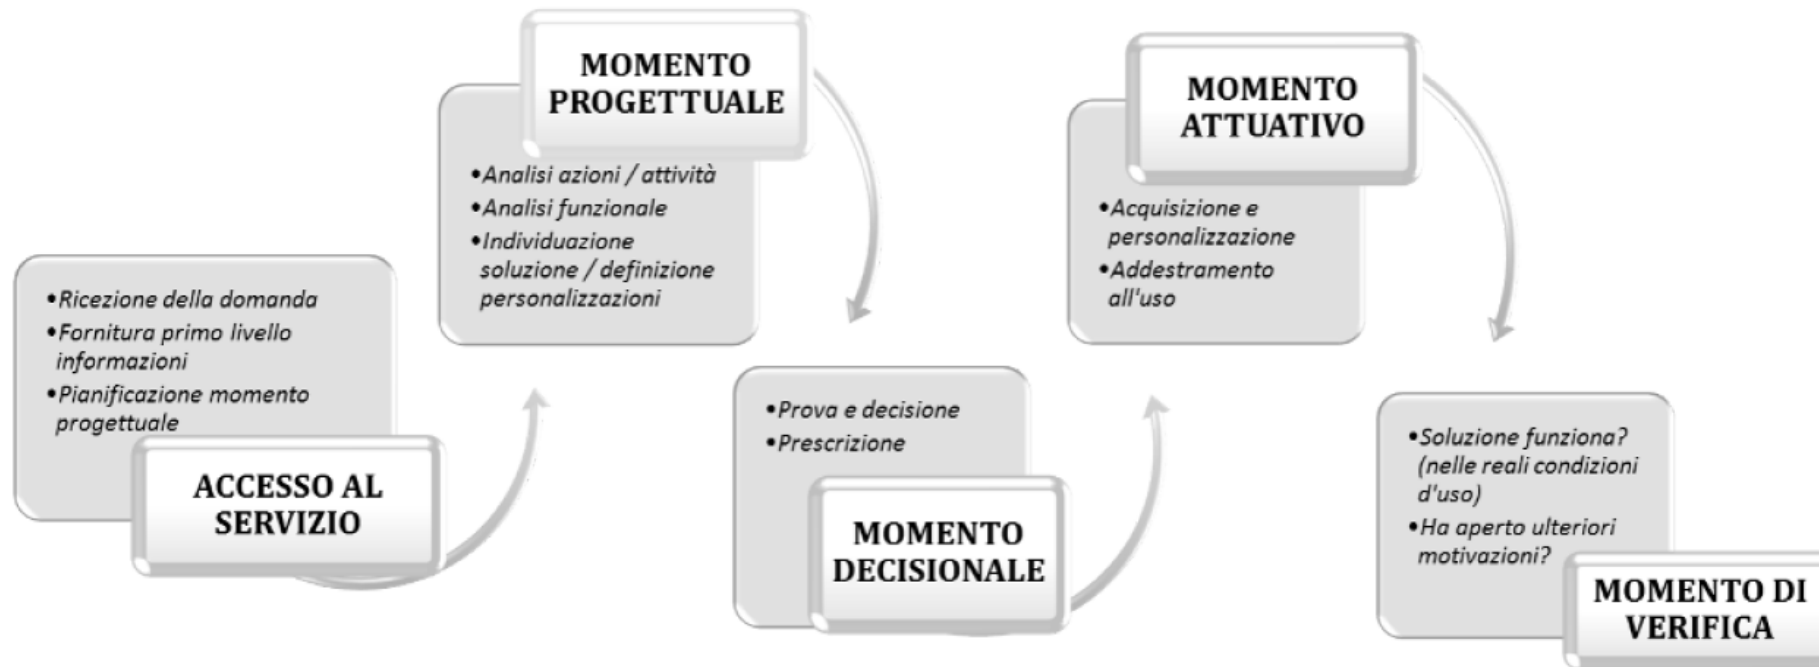 •Ricezione della domanda
•Fornitura primo livello
informazioni
•Pianificazione momento
progettuale
ACCESSO AL
SERVIZIO
MOMENTO
PROGETTUALE
•Analisi azioni / attività
•Analisi funzionale
•Individuazione
soluzione / definizione
personalizzazioni
•Prova e decisione
•Prescrizione
MOMENTO
DECISIONALE
MOMENTO
ATTUATIVO
•Acquisizione e
personalizzazione
•Addestramento
all'uso
•Soluzione funziona?
(nelle reali condizioni
d'uso)
•Ha aperto ulteriori
motivazioni?
MOMENTO DI
VERIFICA